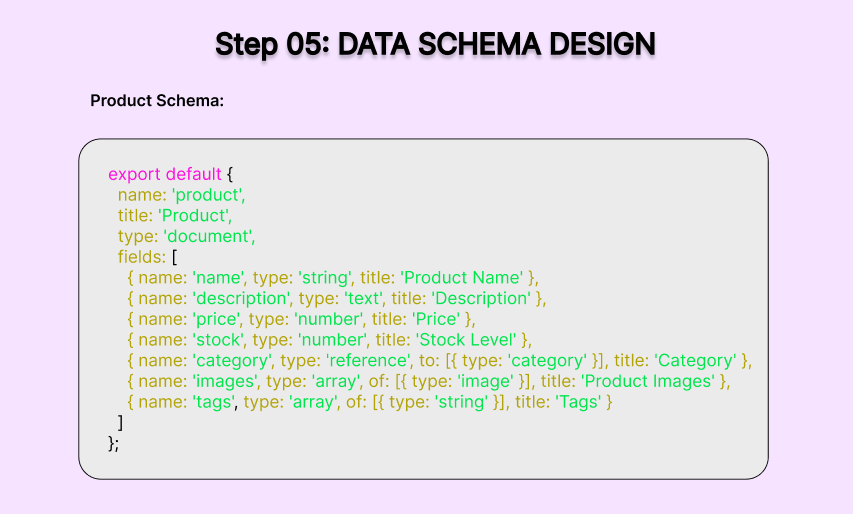 Step 05: DATA SCHEMA DESIGN
Product Schema:
export default {
name: 'product',
title: 'Product',
type: 'document',
fields: [
{ name: 'name', type: 'string', title: 'Product Name' },
{ name: 'description', type: 'text', title: 'Description' },
{ name: 'price', type: 'number', title: 'Price' },
{ name: 'stock', type: 'number', title: 'Stock Level' },
{ name: 'category', type: 'reference', to: [{ type: 'category' }], title: 'Category' },
{ name: 'images', type: 'array', of: [{ type: 'image' }], title: 'Product Images' },
{ name: 'tags', type: 'array', of: [{ type: 'string' }], title: 'Tags' }
]
};